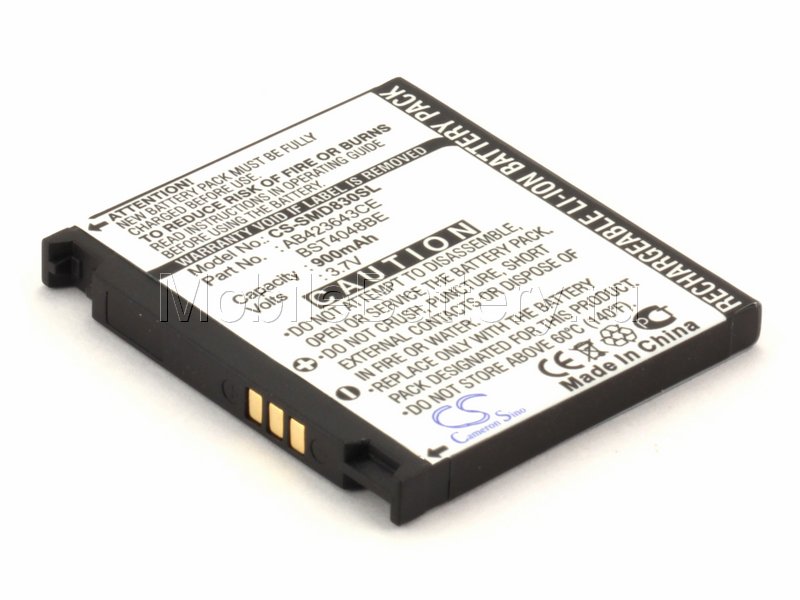 RECHARGEABLE LI-ION BATTERY PACK
ATTENTION!
NEW BATTERY PACK MUST BE FULLY
CHARGED BEFORE USE.
TO REDUCE RISK OF FIRE OR BURNS
READ INSTRUCTIONS IN OPERATING GUIDE
WARRANTY VOID IF LABEL IS REMOVED
Model No.: CS-SMD830SL
Part No.: AB423643CE
BST4048BE
Capacity : 900mAh
Volts : 3.7V
CAUTION!
DO NOT ATTEMPT TO DISASSEMBLE,
OPEN OR SERVICE BATTERY PACK.
DO NOT CRUSH, PUNCTURE, SHORT
EXTERNAL CONTACTS OR DISPOSE OF
IN FIRE OR WATER.
REPLACE ONLY WITH THE BATTERY
PACK DESIGNATED.
DO NOT STORE ABOVE 60°C (140°F).
CE
Made in China
CS
Cameron Sino
MobileBattery.ru